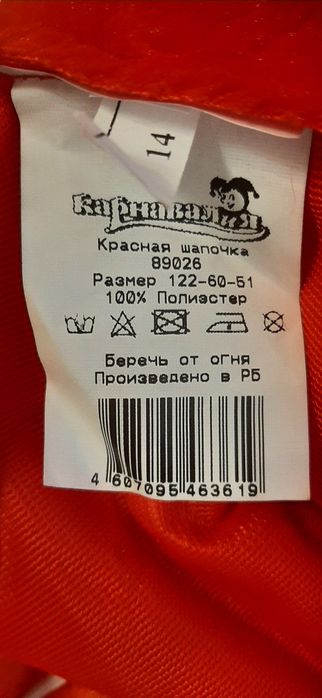 14
Карнавалия
Красная шапочка
89026
Размер 122-60-51
100% Полиэстер
Беречь от огня
Произведено в РБ
4 607095 463619